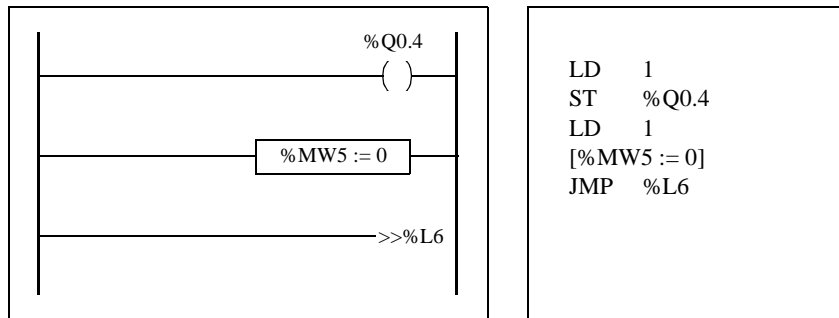 %Q0.4
( )
%MW5 := 0
>>%L6
LD 1
ST %Q0.4
LD 1
[%MW5 := 0]
JMP %L6